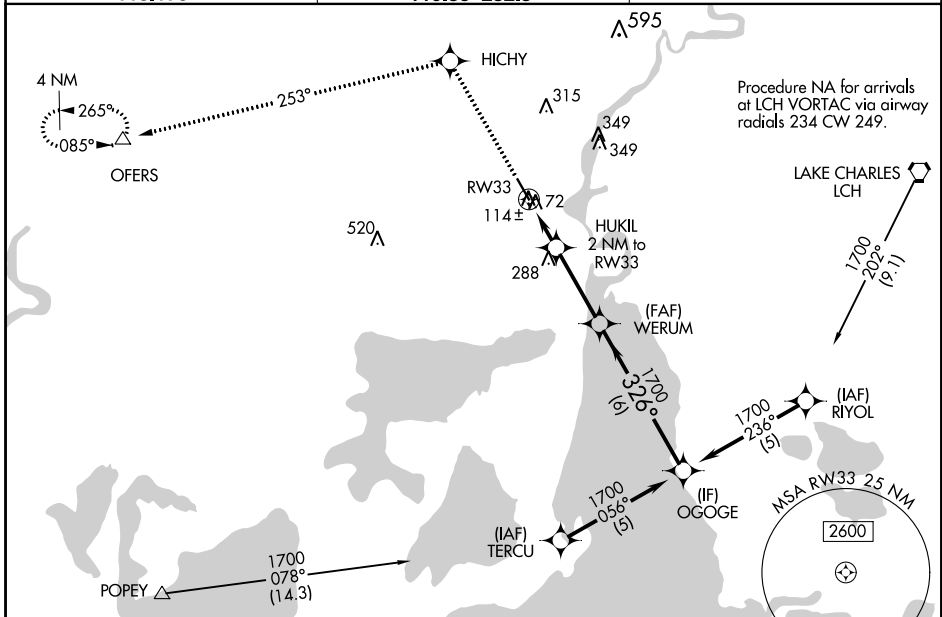 595
HICHY
4 NM
265°
085°
OFERS
253°
315
349
349
Procedure NA for arrivals
at LCH VORTAC via airway
radials 234 CW 249.
LAKE CHARLES
LCH
RW33
72
114±
HUKIL
2 NM to
RW33
520
288
1700
202°
(9.1)
(FAF)
WERUM
1700
326°
(6)
(IAF)
RIYOL
1700
236°
(5)
(IF)
OGOGE
1700
056°
(5)
(IAF)
TERCU
MSA RW33 25 NM
2600
1700
078°
(14.3)
POPEY